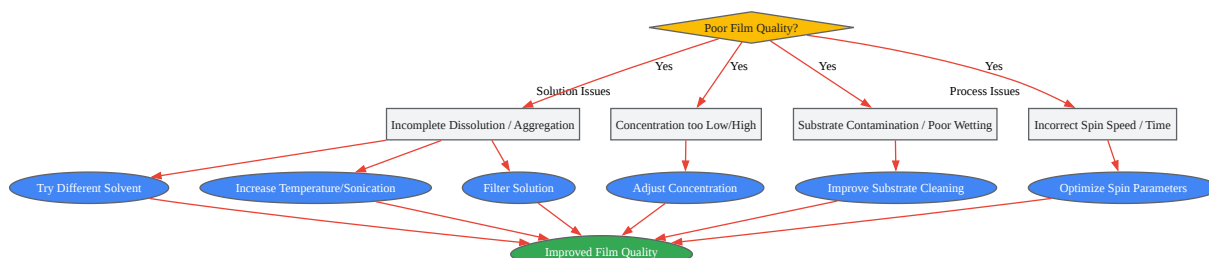 Poor Film Quality?
Yes
Yes
Yes
Yes
Solution Issues
Process Issues
Incomplete Dissolution / Aggregation
Concentration too Low/High
Substrate Contamination / Poor Wetting
Incorrect Spin Speed / Time
Try Different Solvent
Increase Temperature/Sonication
Filter Solution
Adjust Concentration
Improve Substrate Cleaning
Optimize Spin Parameters
Improved Film Quality